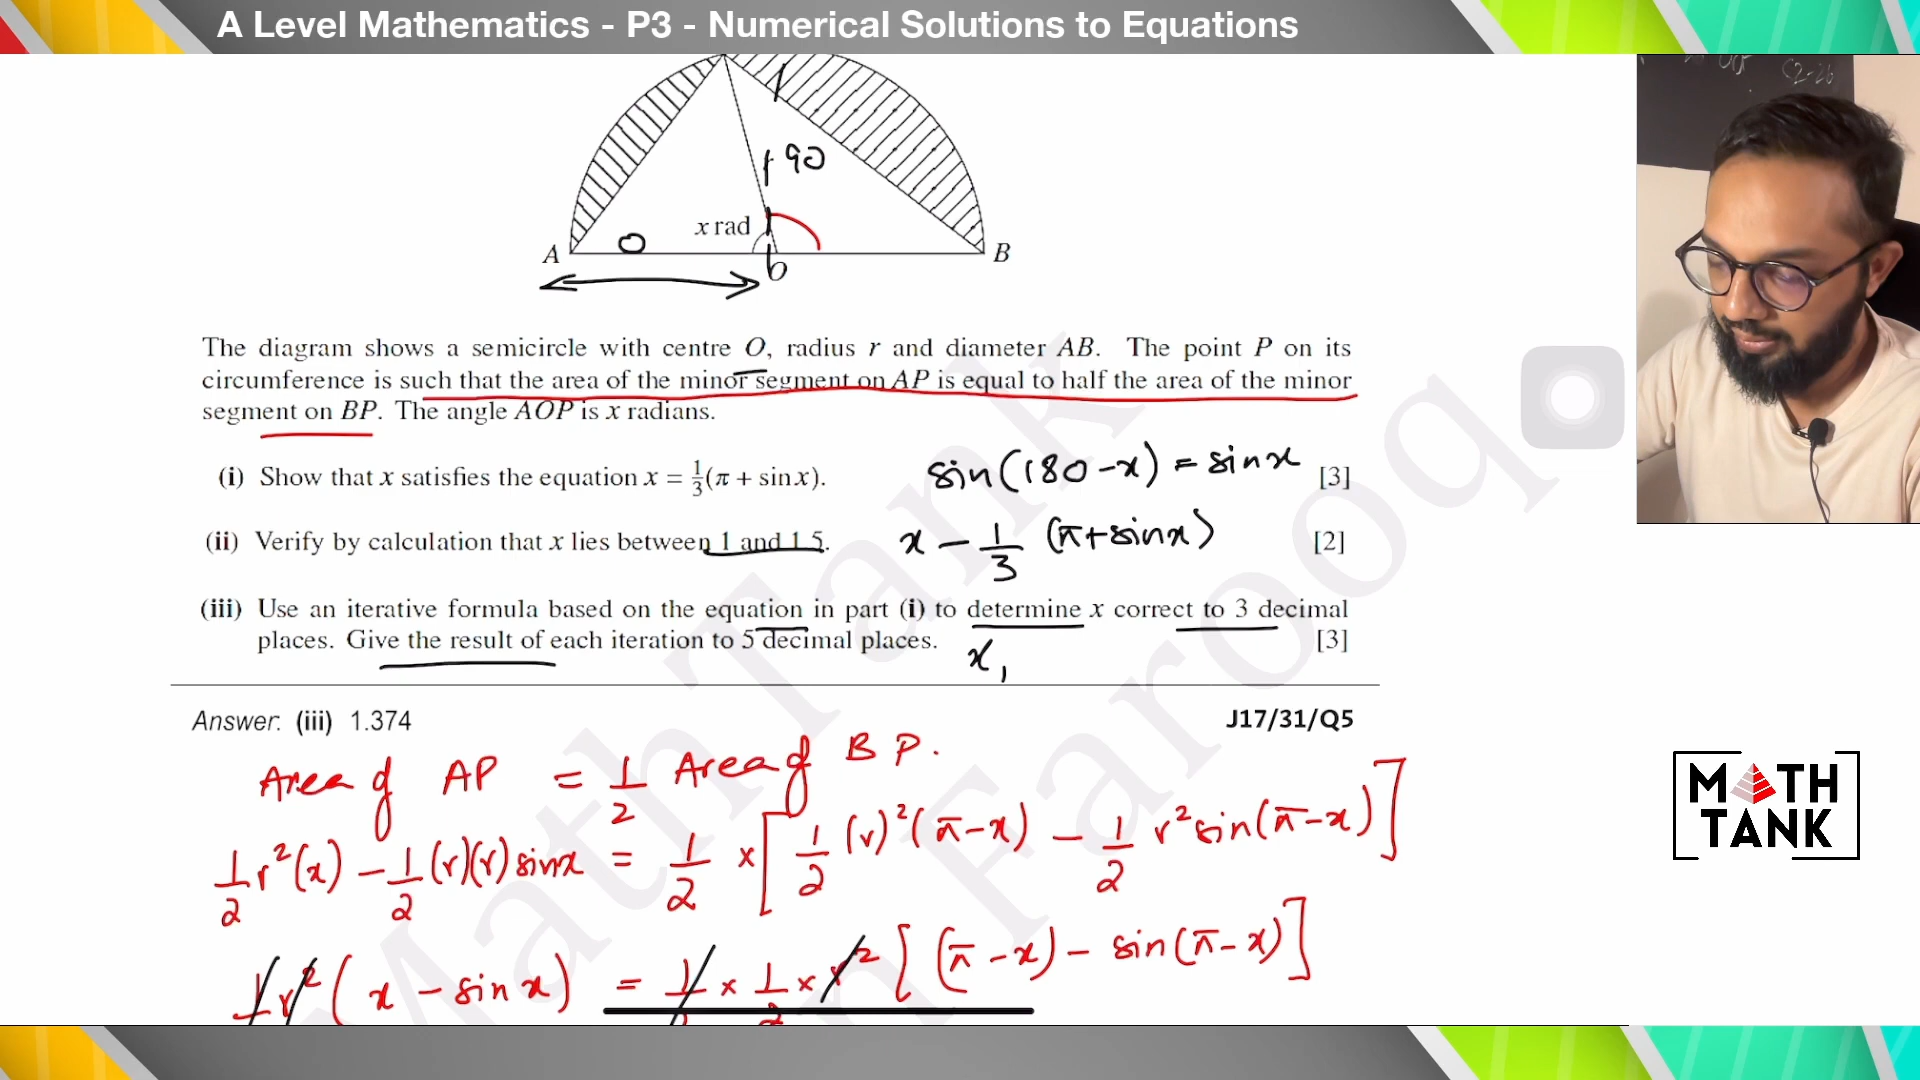 A Level Mathematics - P3 - Numerical Solutions to Equations
90
x rad
A
B
The diagram shows a semicircle with centre O, radius r and diameter AB. The point P on its
circumference is such that the area of the minor segment on AP is equal to half the area of the minor
segment on BP. The angle AOP is x radians.
(i) Show that x satisfies the equation x = 1/3(π + sin x). [3]
sin(180-x) = sinx
(ii) Verify by calculation that x lies between 1 and 1.5. [2]
x - 1/3 (π+sinx)
(iii) Use an iterative formula based on the equation in part (i) to determine x correct to 3 decimal
places. Give the result of each iteration to 5 decimal places. [3]
x₁
Answer: (iii) 1.374
J17/31/Q5
Area of AP = 1/2 Area of BP.
1/2 r²(x) - 1/2 (r)(r) sinx = 1/2 × [ 1/2 (r)²(π-x) - 1/2 r² sin(π-x) ]
r² ( x - sin x ) = × 1/2 × r² [ (π-x) - sin(π-x) ]
MATH
TANK
Math Tank
Farooq